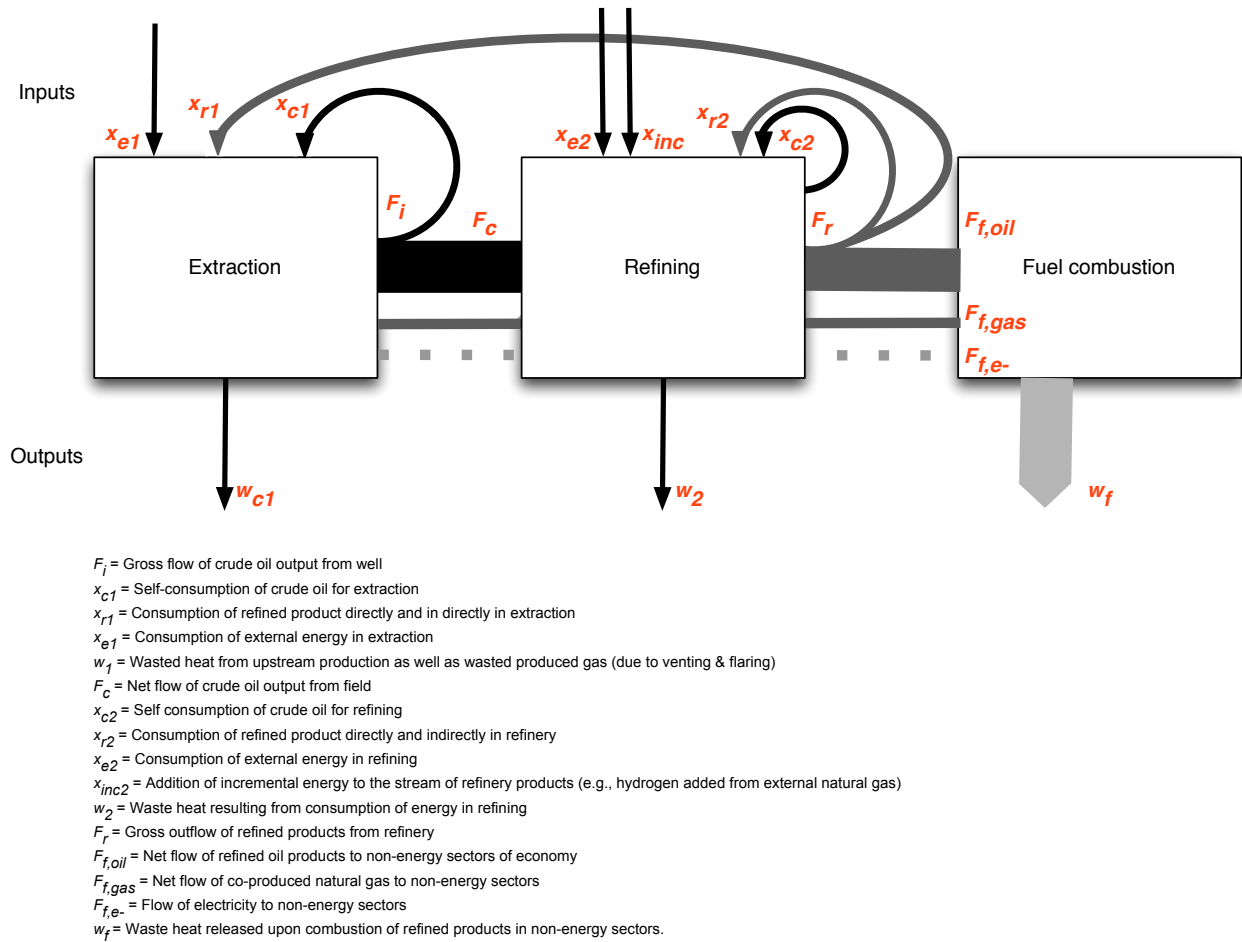 Inputs
x_r1
x_c1
x_e1
x_e2
x_inc
x_r2
x_c2
F_i
F_c
F_r
F_f,oil
Extraction
Refining
Fuel combustion
F_f,gas
F_f,e-
Outputs
w_c1
w_2
w_f
F_i = Gross flow of crude oil output from well
x_c1 = Self-consumption of crude oil for extraction
x_r1 = Consumption of refined product directly and in directly in extraction
x_e1 = Consumption of external energy in extraction
w_1 = Wasted heat from upstream production as well as wasted produced gas (due to venting & flaring)
F_c = Net flow of crude oil output from field
x_c2 = Self consumption of crude oil for refining
x_r2 = Consumption of refined product directly and indirectly in refinery
x_e2 = Consumption of external energy in refining
x_inc2 = Addition of incremental energy to the stream of refinery products (e.g., hydrogen added from external natural gas)
w_2 = Waste heat resulting from consumption of energy in refining
F_r = Gross outflow of refined products from refinery
F_f,oil = Net flow of refined oil products to non-energy sectors of economy
F_f,gas = Net flow of co-produced natural gas to non-energy sectors
F_f,e- = Flow of electricity to non-energy sectors
w_f = Waste heat released upon combustion of refined products in non-energy sectors.